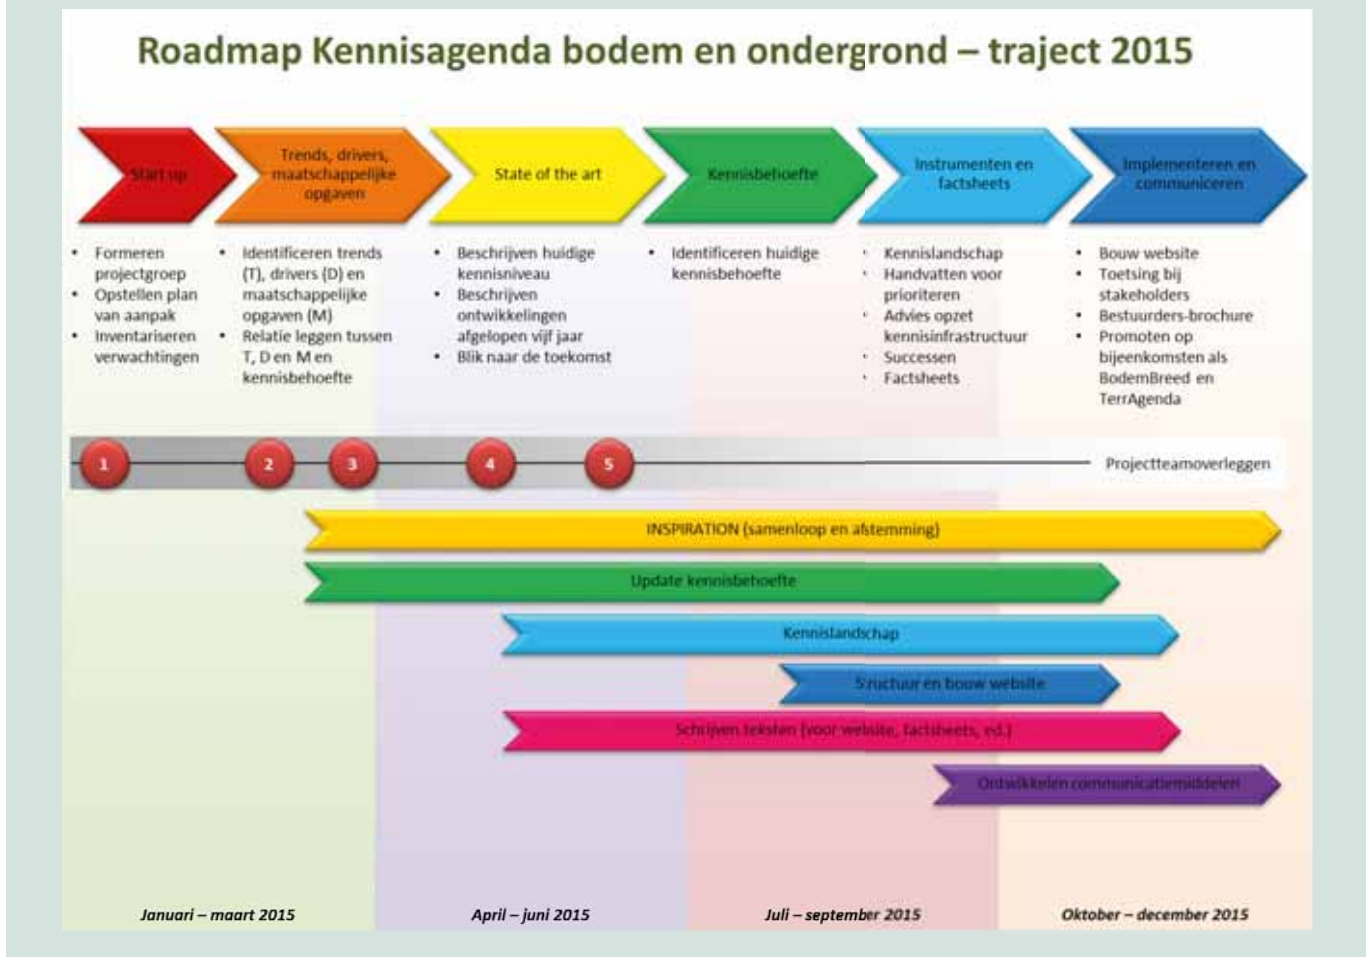 Roadmap Kennisagenda bodem en ondergrond – traject 2015
Start up
Trends, drivers,
maatschappelijke
opgaven
State of the art
Kennisbehoefte
Instrumenten en
factsheets
Implementeren en
communiceren
• Formeren
projectgroep
• Opstellen plan
van aanpak
• Inventariseren
verwachtingen
• Identificeren trends
(T), drivers (D) en
maatschappelijke
opgaven (M)
• Relatie leggen tussen
T, D en M en
kennisbehoefte
• Beschrijven huidige
kennisniveau
• Beschrijven
ontwikkelingen
afgelopen vijf jaar
• Blik naar de toekomst
• Identificeren huidige
kennisbehoefte
• Kennislandschap
• Handvatten voor
prioriteren
• Advies opzet
kennisinfrastructuur
• Successen
• Factsheets
• Bouw website
• Toetsing bij
stakeholders
• Bestuurders-brochure
• Promoten op
bijeenkomsten als
BodemBreed en
TerrAgenda
1 2 3 4 5 Projectteamoverleggen
INSPIRATION (samenloop en afstemming)
Update kennisbehoefte
Kennislandschap
Structuur en bouw website
Schrijven teksten (voor website, factsheets, ed.)
Ontwikkelen communicatiemiddelen
Januari – maart 2015 April – juni 2015 Juli – september 2015 Oktober – december 2015